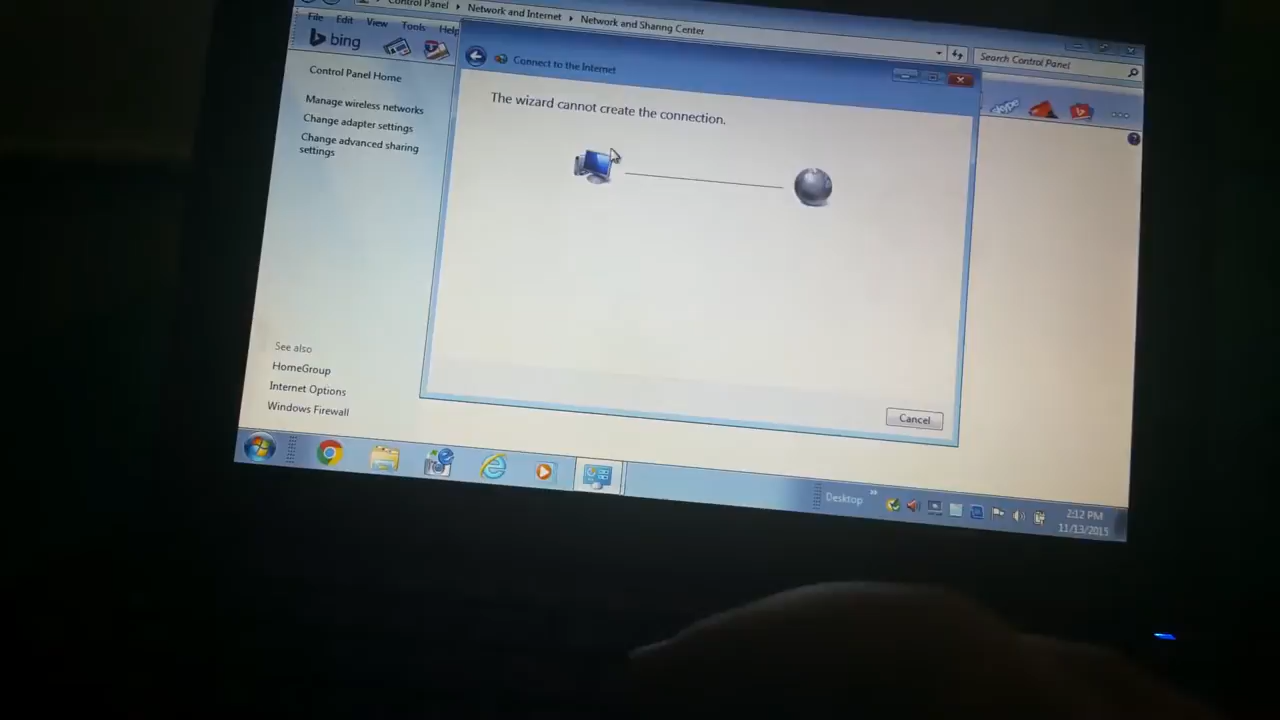 Control Panel Network and Internet Network and Sharing Center
File Edit View Tools Help
Search Control Panel
bing
Connect to the Internet
skype
Control Panel Home
The wizard cannot create the connection.
Manage wireless networks
Change adapter settings
Change advanced sharing
settings
See also
HomeGroup
Internet Options
Windows Firewall
Cancel
Desktop
2:12 PM
11/13/2015